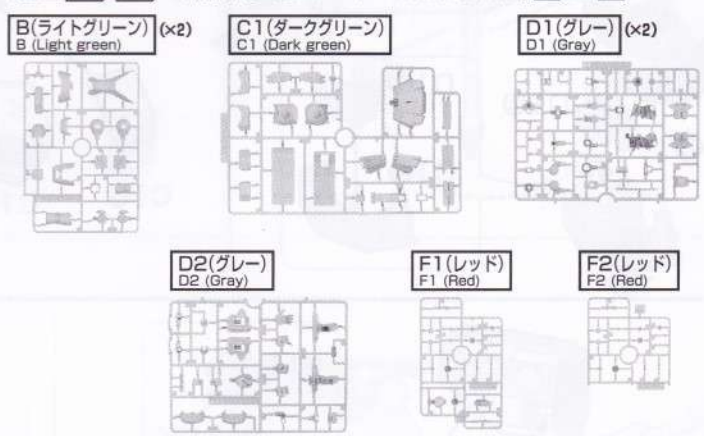 B(ライトグリーン) (×2)
B (Light green)
C1(ダークグリーン)
C1 (Dark green)
D1(グレー) (×2)
D1 (Gray)
D2(グレー)
D2 (Gray)
F1(レッド)
F1 (Red)
F2(レッド)
F2 (Red)